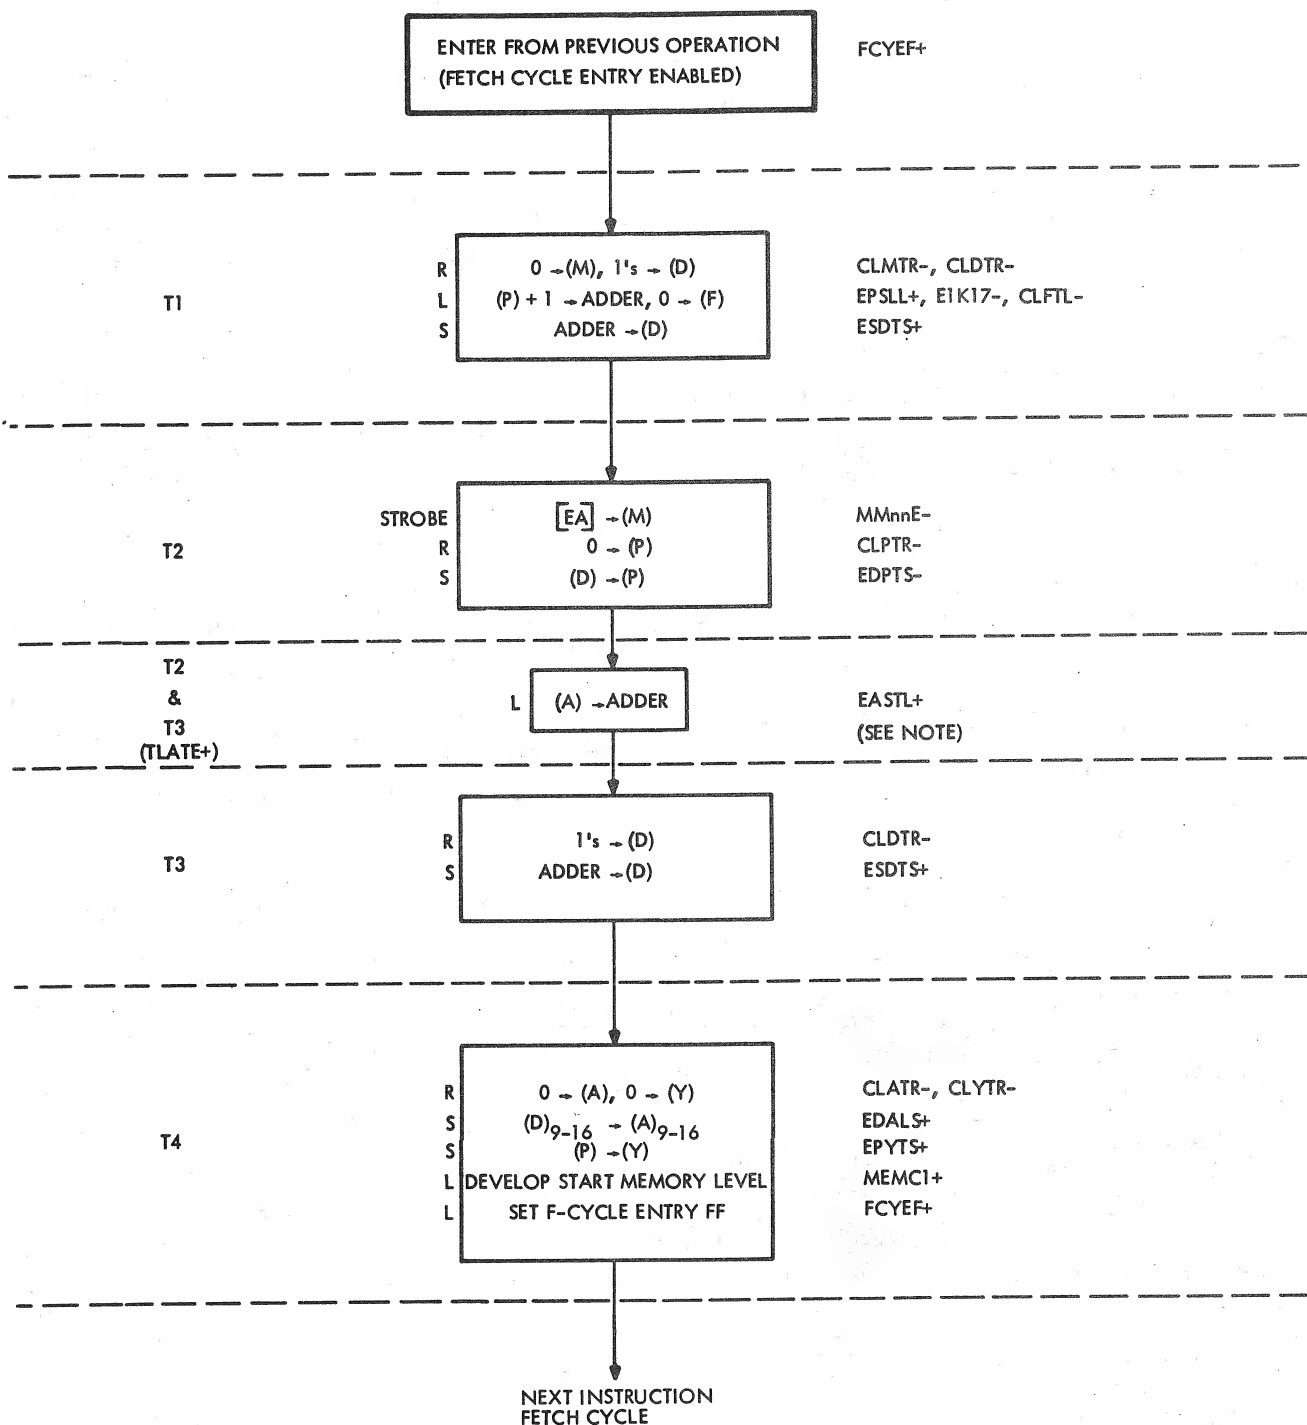 ENTER FROM PREVIOUS OPERATION
(FETCH CYCLE ENTRY ENABLED)
FCYEF+
T1
R 0 → (M), 1's → (D) CLMTR-, CLDTR-
L (P) + 1 → ADDER, 0 → (F) EPSLL+, E1K17-, CLFTL-
S ADDER → (D) ESDTS+
T2
STROBE [EA] → (M) MMnnE-
R 0 → (P) CLPTR-
S (D) → (P) EDPTS-
T2
&
T3
(TLATE+)
L (A) → ADDER EASTL+
(SEE NOTE)
T3
R 1's → (D) CLDTR-
S ADDER → (D) ESDTS+
T4
R 0 → (A), 0 → (Y) CLATR-, CLYTR-
S (D)9-16 → (A)9-16 EDALS+
S (P) → (Y) EPYTS+
L DEVELOP START MEMORY LEVEL MEMC1+
L SET F-CYCLE ENTRY FF FCYEF+
NEXT INSTRUCTION
FETCH CYCLE